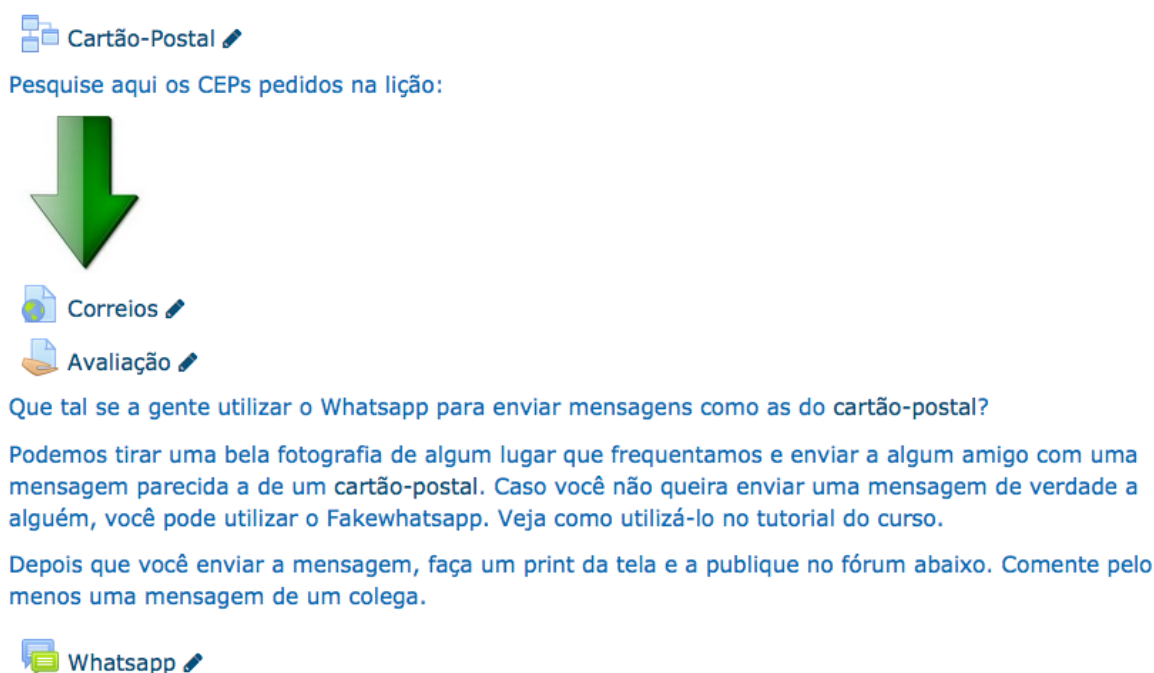 Cartão-Postal
Pesquise aqui os CEPs pedidos na lição:
Correios
Avaliação
Que tal se a gente utilizar o Whatsapp para enviar mensagens como as do cartão-postal?
Podemos tirar uma bela fotografia de algum lugar que frequentamos e enviar a algum amigo com uma
mensagem parecida a de um cartão-postal. Caso você não queira enviar uma mensagem de verdade a
alguém, você pode utilizar o Fakewhatsapp. Veja como utilizá-lo no tutorial do curso.
Depois que você enviar a mensagem, faça um print da tela e a publique no fórum abaixo. Comente pelo
menos uma mensagem de um colega.
Whatsapp